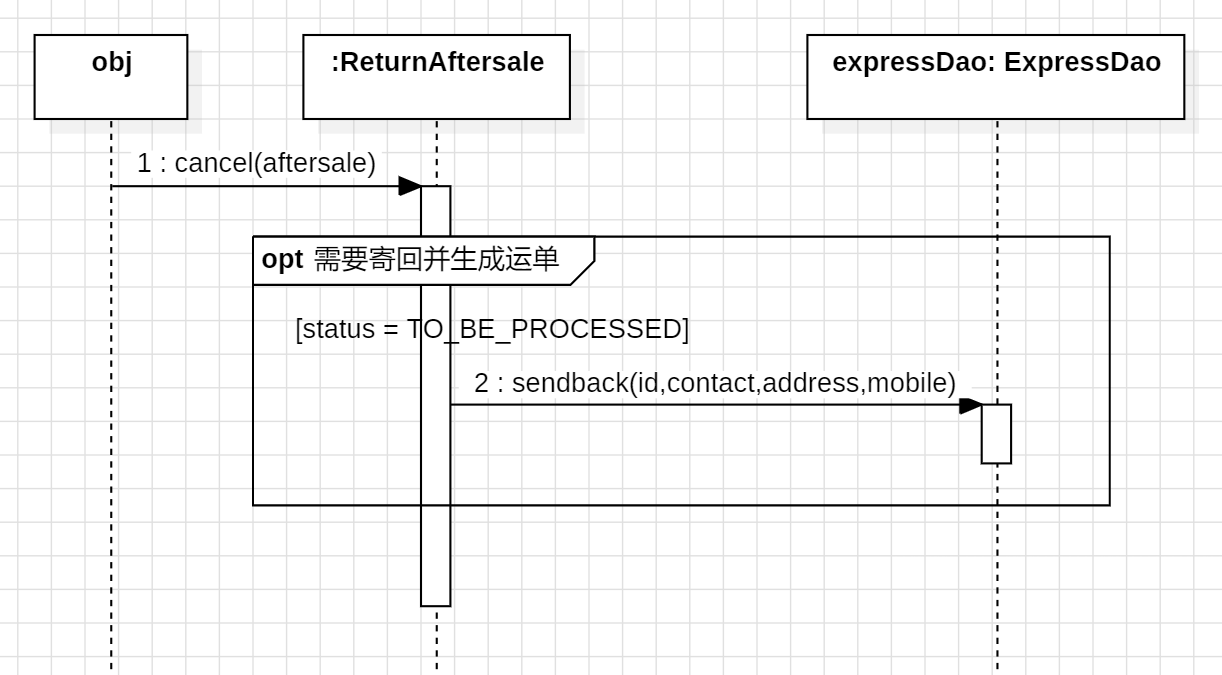 obj
:ReturnAftersale
expressDao: ExpressDao
1 : cancel(aftersale)
opt 需要寄回并生成运单
[status = TO_BE_PROCESSED]
2 : sendback(id,contact,address,mobile)